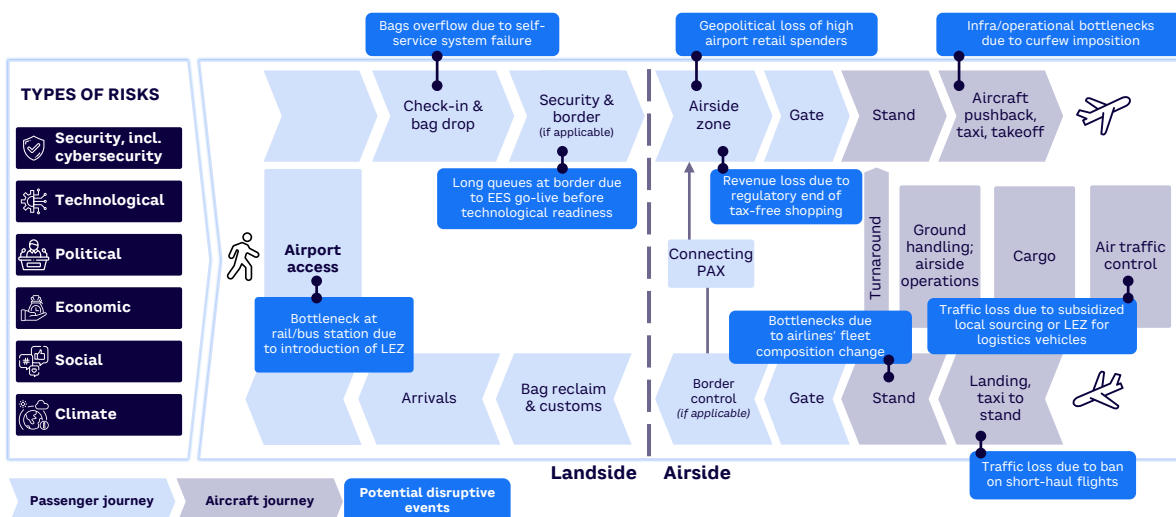 Bags overflow due to self-
service system failure
Geopolitical loss of high
airport retail spenders
Infra/operational bottlenecks
due to curfew imposition
TYPES OF RISKS
Security, incl.
cybersecurity
Technological
Political
Economic
Social
Climate
Check-in &
bag drop
Security &
border
(if applicable)
Airside
zone
Gate
Stand
Aircraft
pushback,
taxi, takeoff
Long queues at border due
to EES go-live before
technological readiness
Revenue loss due to
regulatory end of
tax-free shopping
Airport
access
Connecting
PAX
Turnaround
Ground
handling;
airside
operations
Cargo
Air traffic
control
Bottleneck at
rail/bus station due
to introduction of LEZ
Bottlenecks due
to airlines' fleet
composition change
Traffic loss due to subsidized
local sourcing or LEZ for
logistics vehicles
Arrivals
Bag reclaim
& customs
Border
control
(if applicable)
Gate
Stand
Landing,
taxi to
stand
Landside
Airside
Traffic loss due to ban
on short-haul flights
Passenger journey
Aircraft journey
Potential disruptive
events